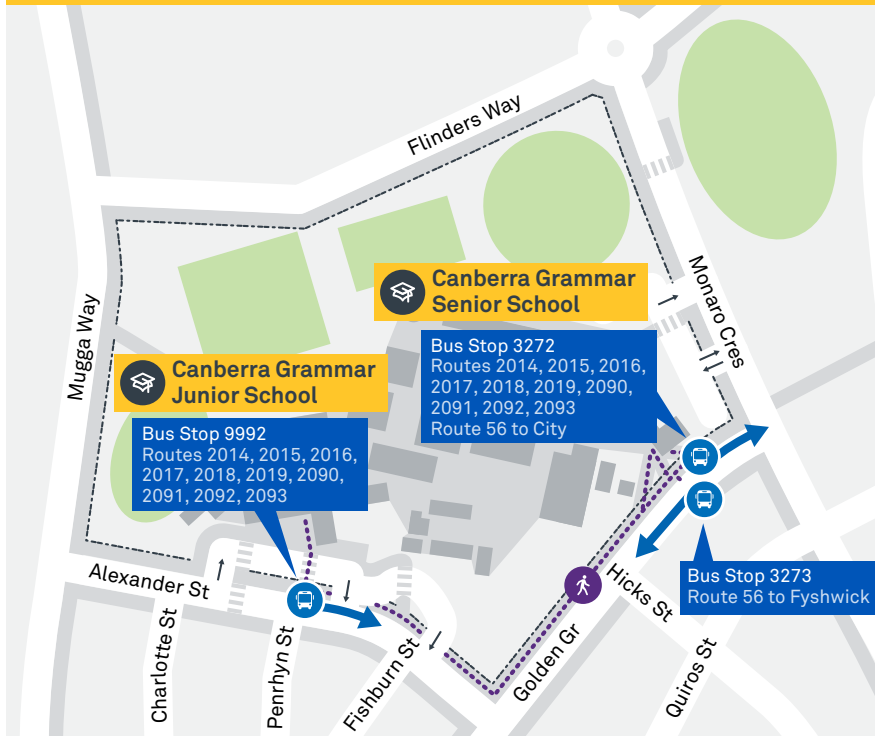 Flinders Way
Monaro Cres
Mugga Way
Canberra Grammar
Senior School
Bus Stop 3272
Routes 2014, 2015, 2016,
2017, 2018, 2019, 2090,
2091, 2092, 2093
Route 56 to City
Canberra Grammar
Junior School
Bus Stop 9992
Routes 2014, 2015, 2016,
2017, 2018, 2019, 2090,
2091, 2092, 2093
Bus Stop 3273
Route 56 to Fyshwick
Alexander St
Charlotte St
Penrhyn St
Fishburn St
Golden Gr
Hicks St
Quiros St